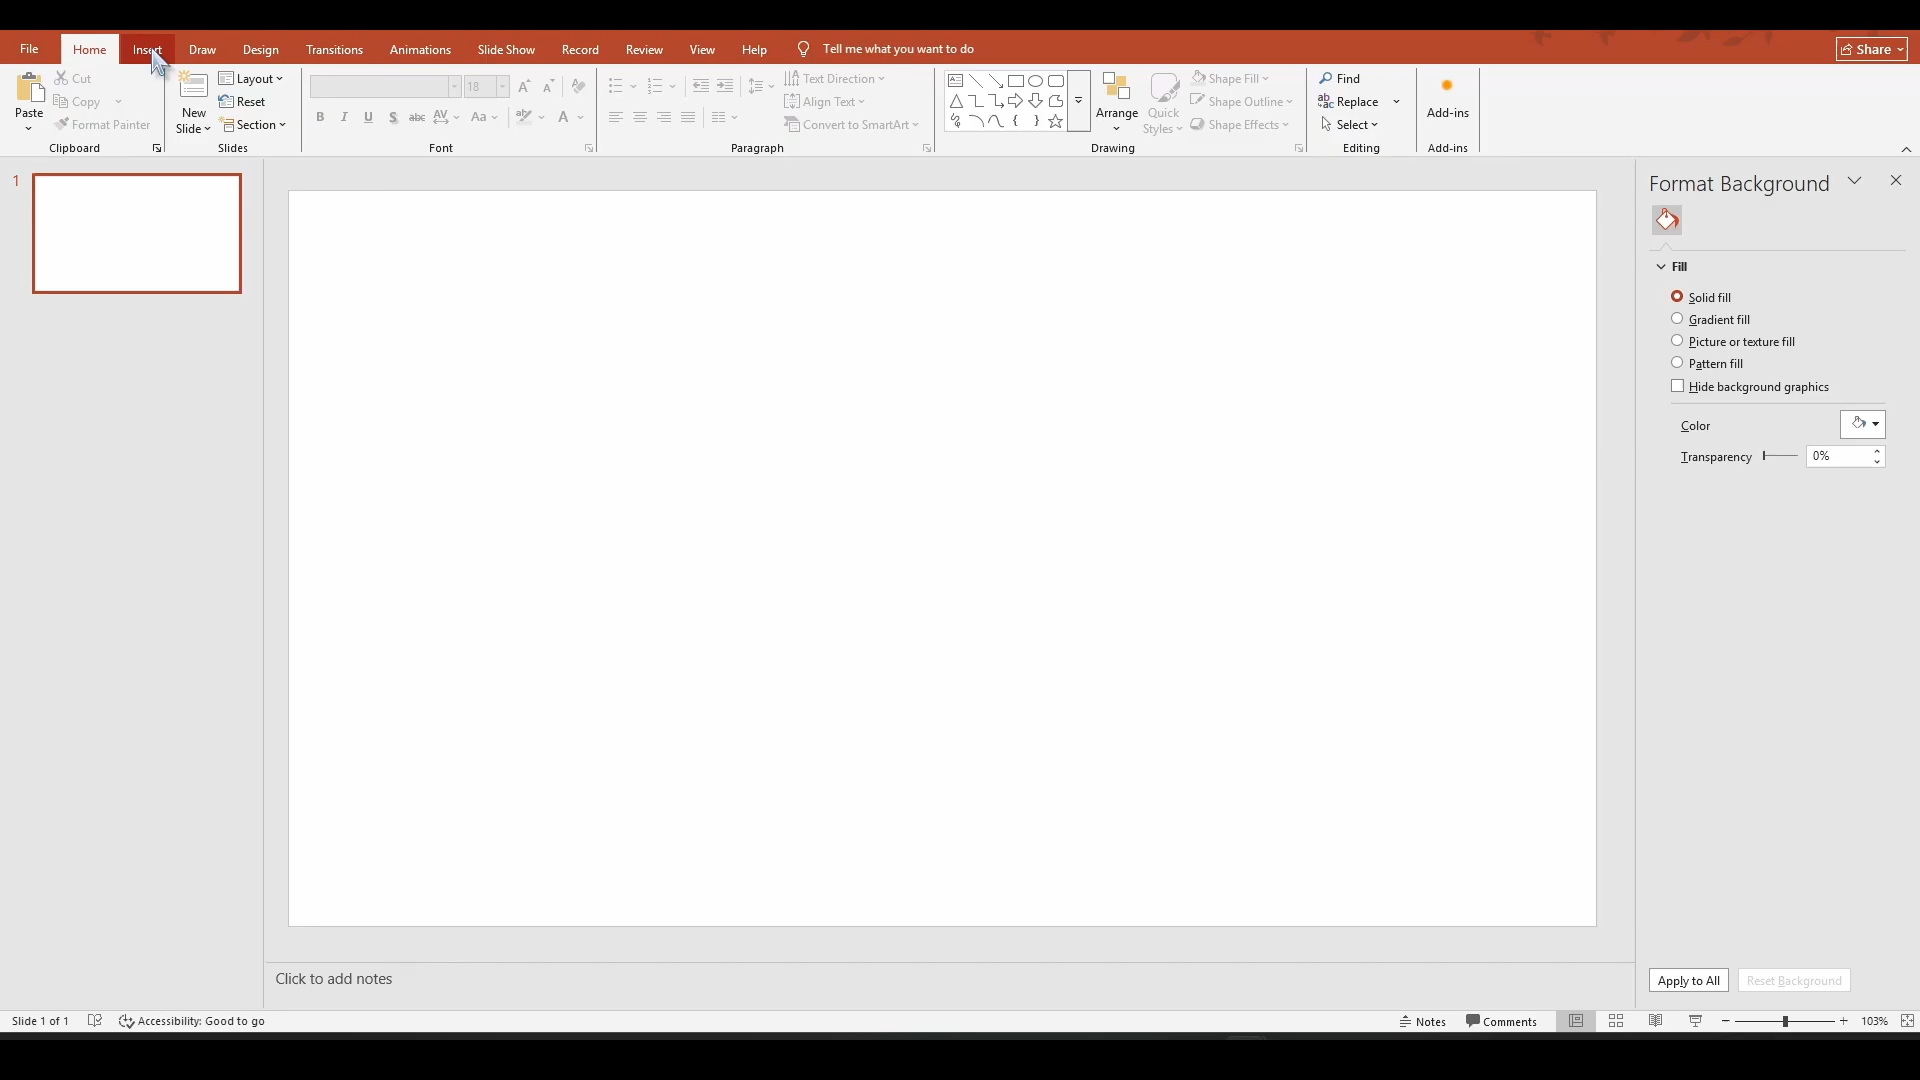 File Home Insert Draw Design Transitions Animations Slide Show Record Review View Help Tell me what you want to do Share
Paste Cut Copy Format Painter Clipboard
New Slide Layout Reset Section Slides
18
B I U S abc AV Aa A Font
Text Direction Align Text Convert to SmartArt Paragraph
Arrange Quick Styles Shape Fill Shape Outline Shape Effects Drawing
Find Replace Select Editing
Add-ins Add-ins
1
Format Background
Fill
Solid fill
Gradient fill
Picture or texture fill
Pattern fill
Hide background graphics
Color
Transparency 0%
Apply to All Reset Background
Click to add notes
Slide 1 of 1 Accessibility: Good to go Notes Comments 103%